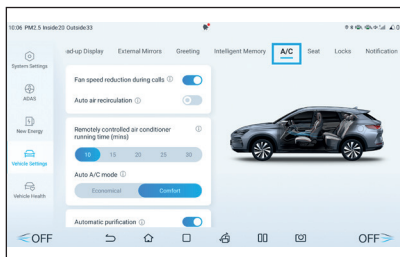 10:06 PM2.5 Inside20 Outside33
ad-up Display External Mirrors Greeting Intelligent Memory A/C Seat Locks Notification
System Settings
ADAS
New Energy
Vehicle Settings
Vehicle Health
Fan speed reduction during calls
Auto air recirculation
Remotely controlled air conditioner
running time (mins)
10 15 20 25 30
Auto A/C mode
Economical Comfort
Automatic purification
OFF OFF